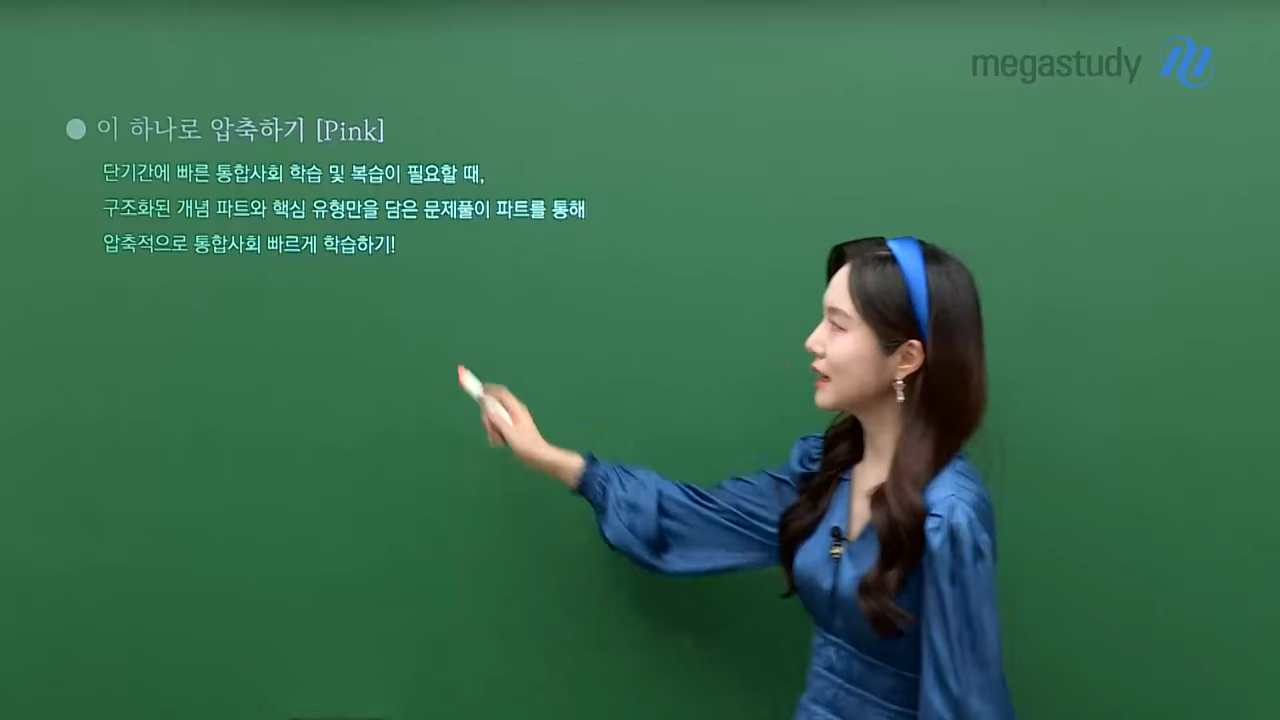 megastudy
● 이 하나로 압축하기 [Pink]
단기간에 빠른 통합사회 학습 및 복습이 필요할 때,
구조화된 개념 파트와 핵심 유형만을 담은 문제풀이 파트를 통해
압축적으로 통합사회 빠르게 학습하기!